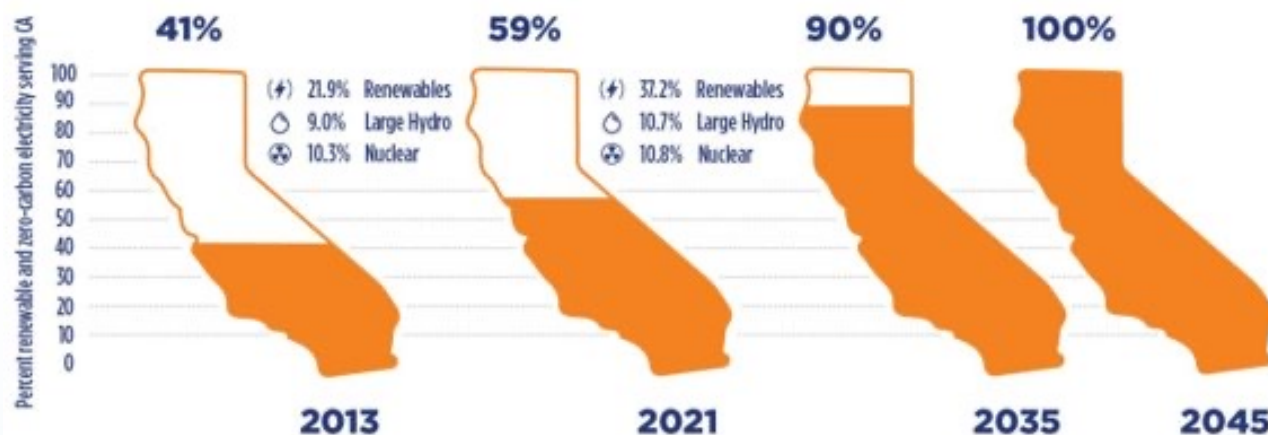 41%
59%
90%
100%
Percent renewable and zero-carbon electricity serving CA
100
90
80
70
60
50
40
30
20
10
0
21.9% Renewables
9.0% Large Hydro
10.3% Nuclear
37.2% Renewables
10.7% Large Hydro
10.8% Nuclear
2013
2021
2035
2045